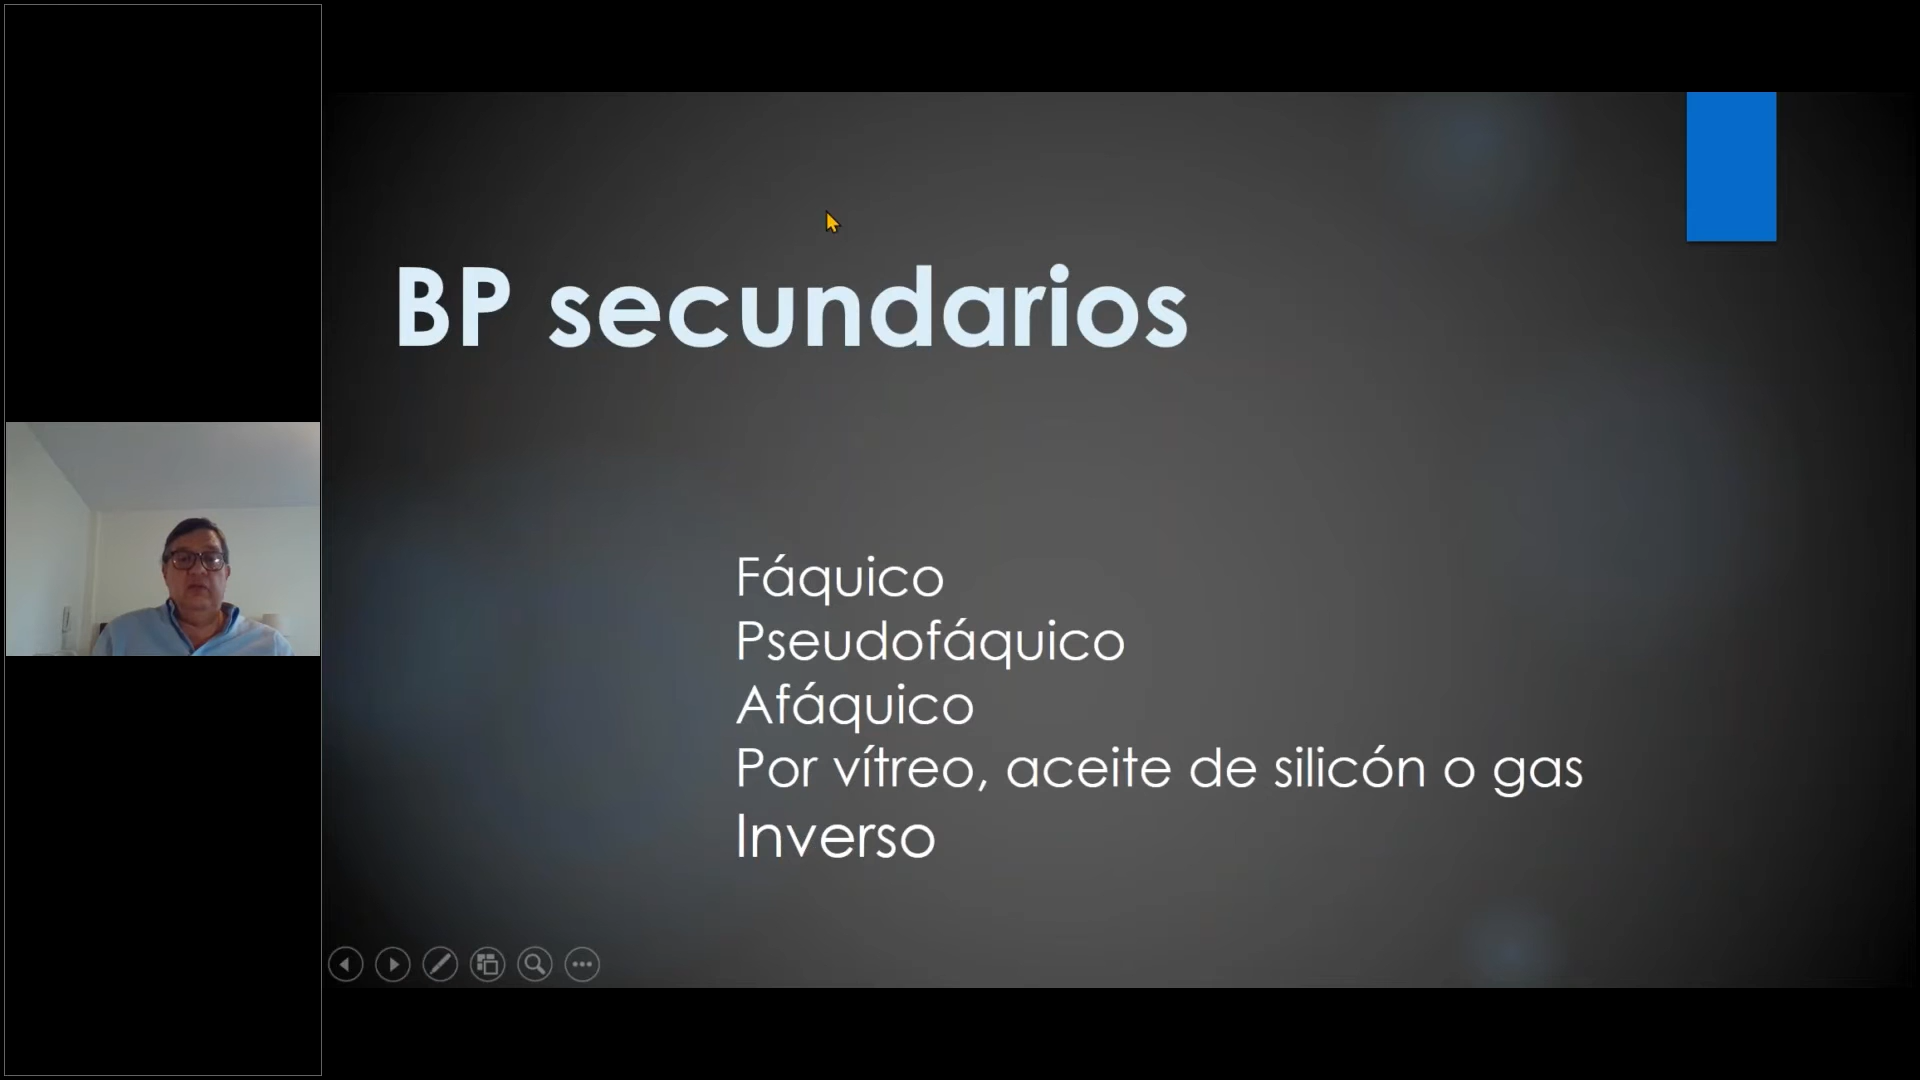 BP secundarios
Fáquico
Pseudofáquico
Afáquico
Por vítreo, aceite de silicón o gas
Inverso